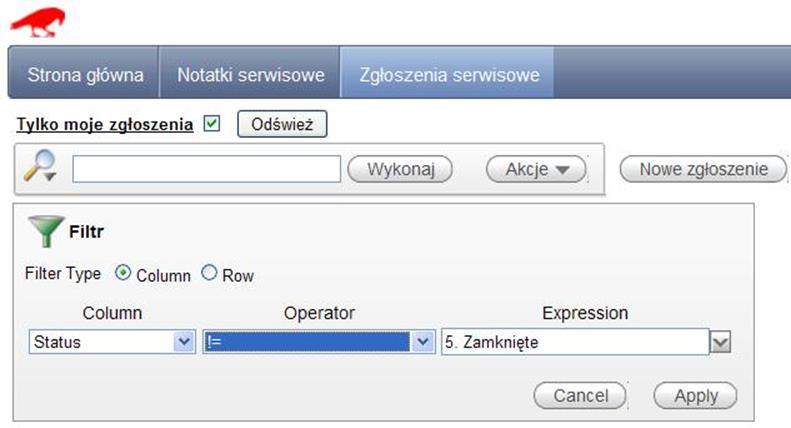 Strona główna Notatki serwisowe Zgłoszenia serwisowe
Tylko moje zgłoszenia Odśwież
Wykonaj Akcje Nowe zgłoszenie
Filtr
Filter Type Column Row
Column Operator Expression
Status != 5. Zamknięte
Cancel Apply